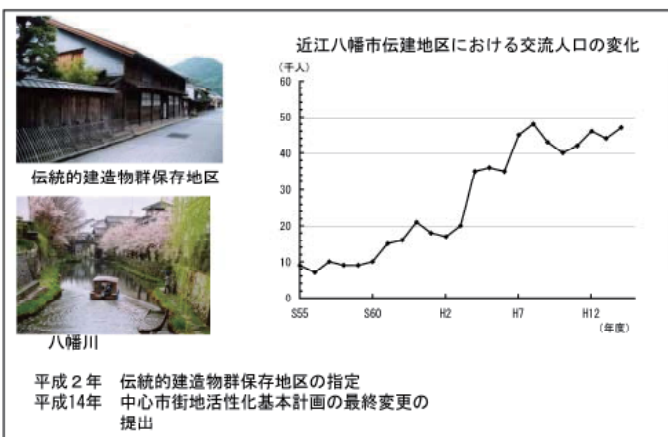 近江八幡市伝建地区における交流人口の変化
(千人)
60
50
40
30
20
10
0
S55 S60 H2 H7 H12
(年度)
伝統的建造物群保存地区
八幡川
平成2年 伝統的建造物群保存地区の指定
平成14年 中心市街地活性化基本計画の最終変更の
提出